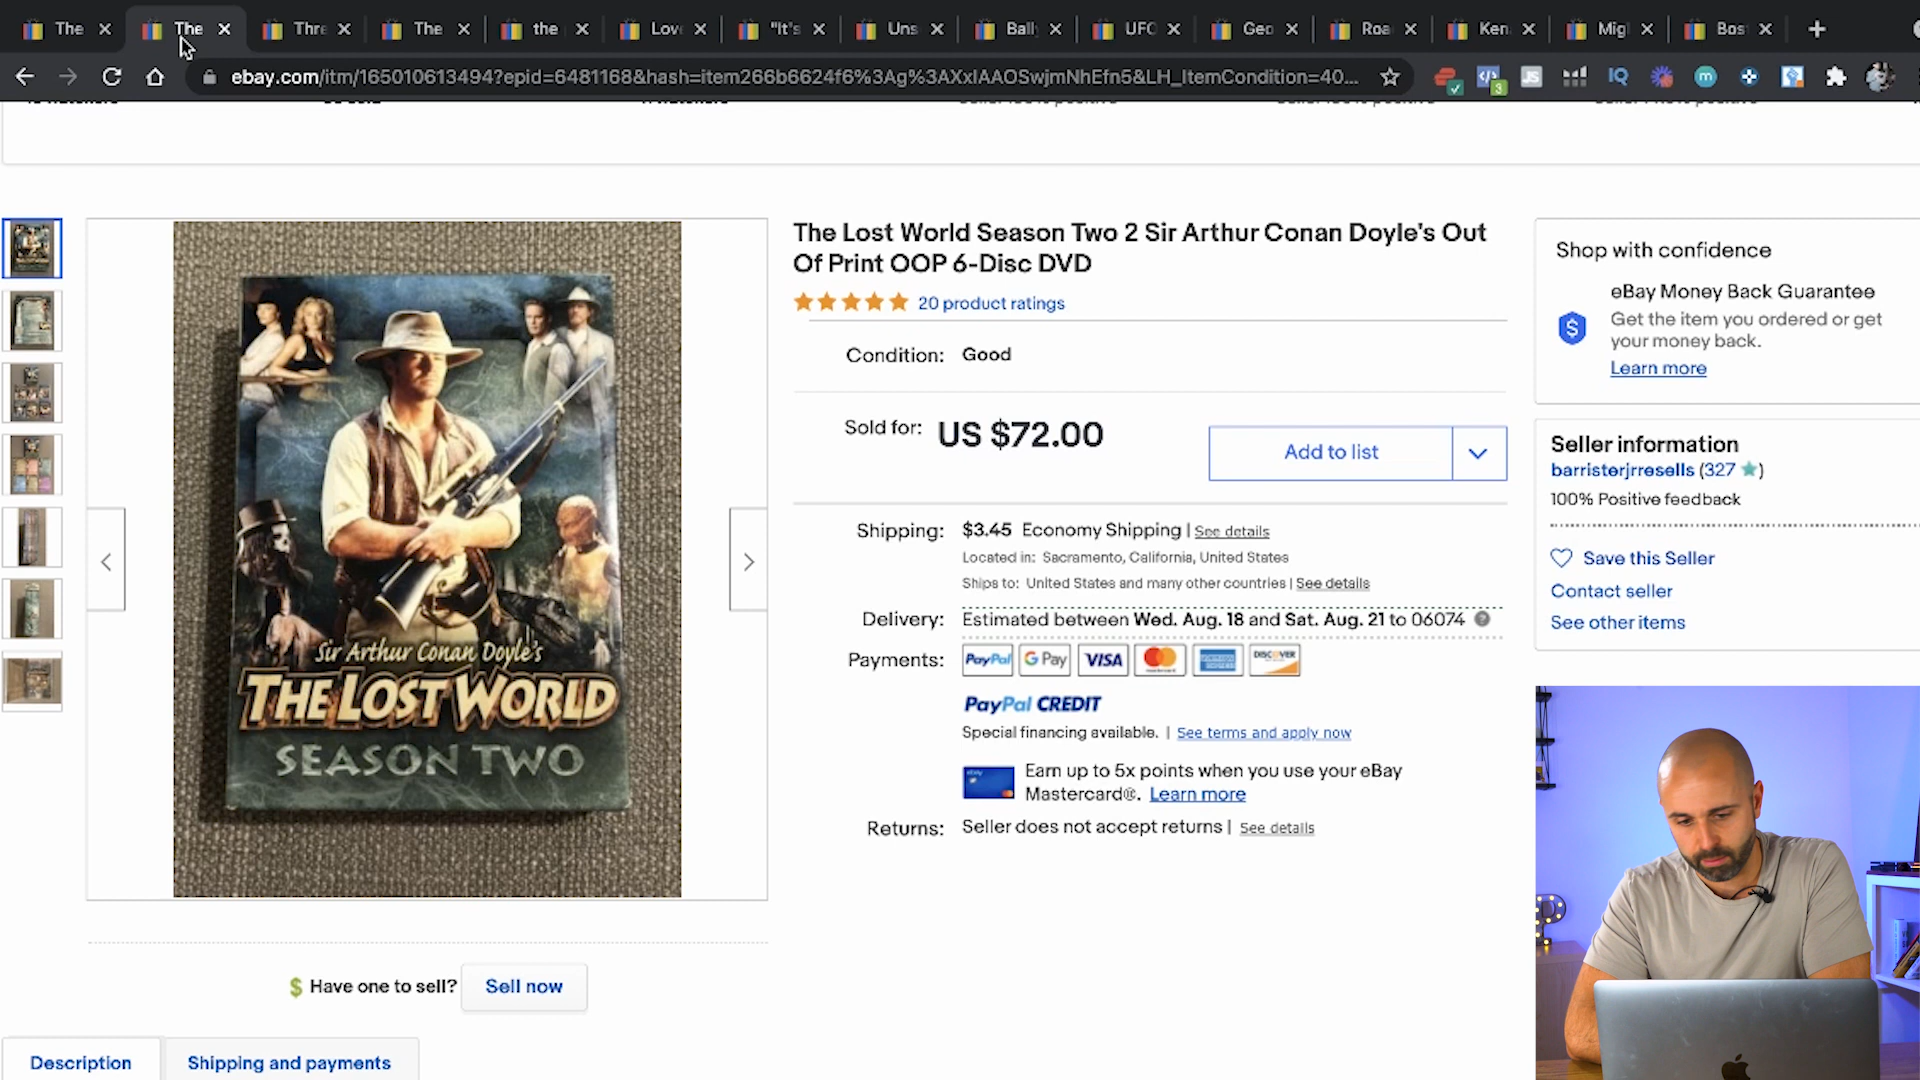 The
The
Thre
The
the
Lov
"It's
Uns
Ball
UFO
Geo
Roa
Ken
Mig
Bos
ebay.com/itm/165010613494?epid=6481168&hash=item266b6624f6%3Ag%3AXxIAAOSwjmNhEfn5&LH_ItemCondition=40...
3
JS
IQ
m
The Lost World Season Two 2 Sir Arthur Conan Doyle's Out
Of Print OOP 6-Disc DVD
20 product ratings
Condition: Good
Sold for: US $72.00
Add to list
Shipping: $3.45 Economy Shipping | See details
Located in: Sacramento, California, United States
Ships to: United States and many other countries | See details
Delivery: Estimated between Wed. Aug. 18 and Sat. Aug. 21 to 06074
Payments: PayPal G Pay VISA DISCOVER
PayPal CREDIT
Special financing available. | See terms and apply now
Earn up to 5x points when you use your eBay
Mastercard®. Learn more
Returns: Seller does not accept returns | See details
Shop with confidence
eBay Money Back Guarantee
Get the item you ordered or get
your money back.
Learn more
Seller information
barristerjrresells (327)
100% Positive feedback
Save this Seller
Contact seller
See other items
Sir Arthur Conan Doyle's
THE LOST WORLD
SEASON TWO
$ Have one to sell? Sell now
Description
Shipping and payments